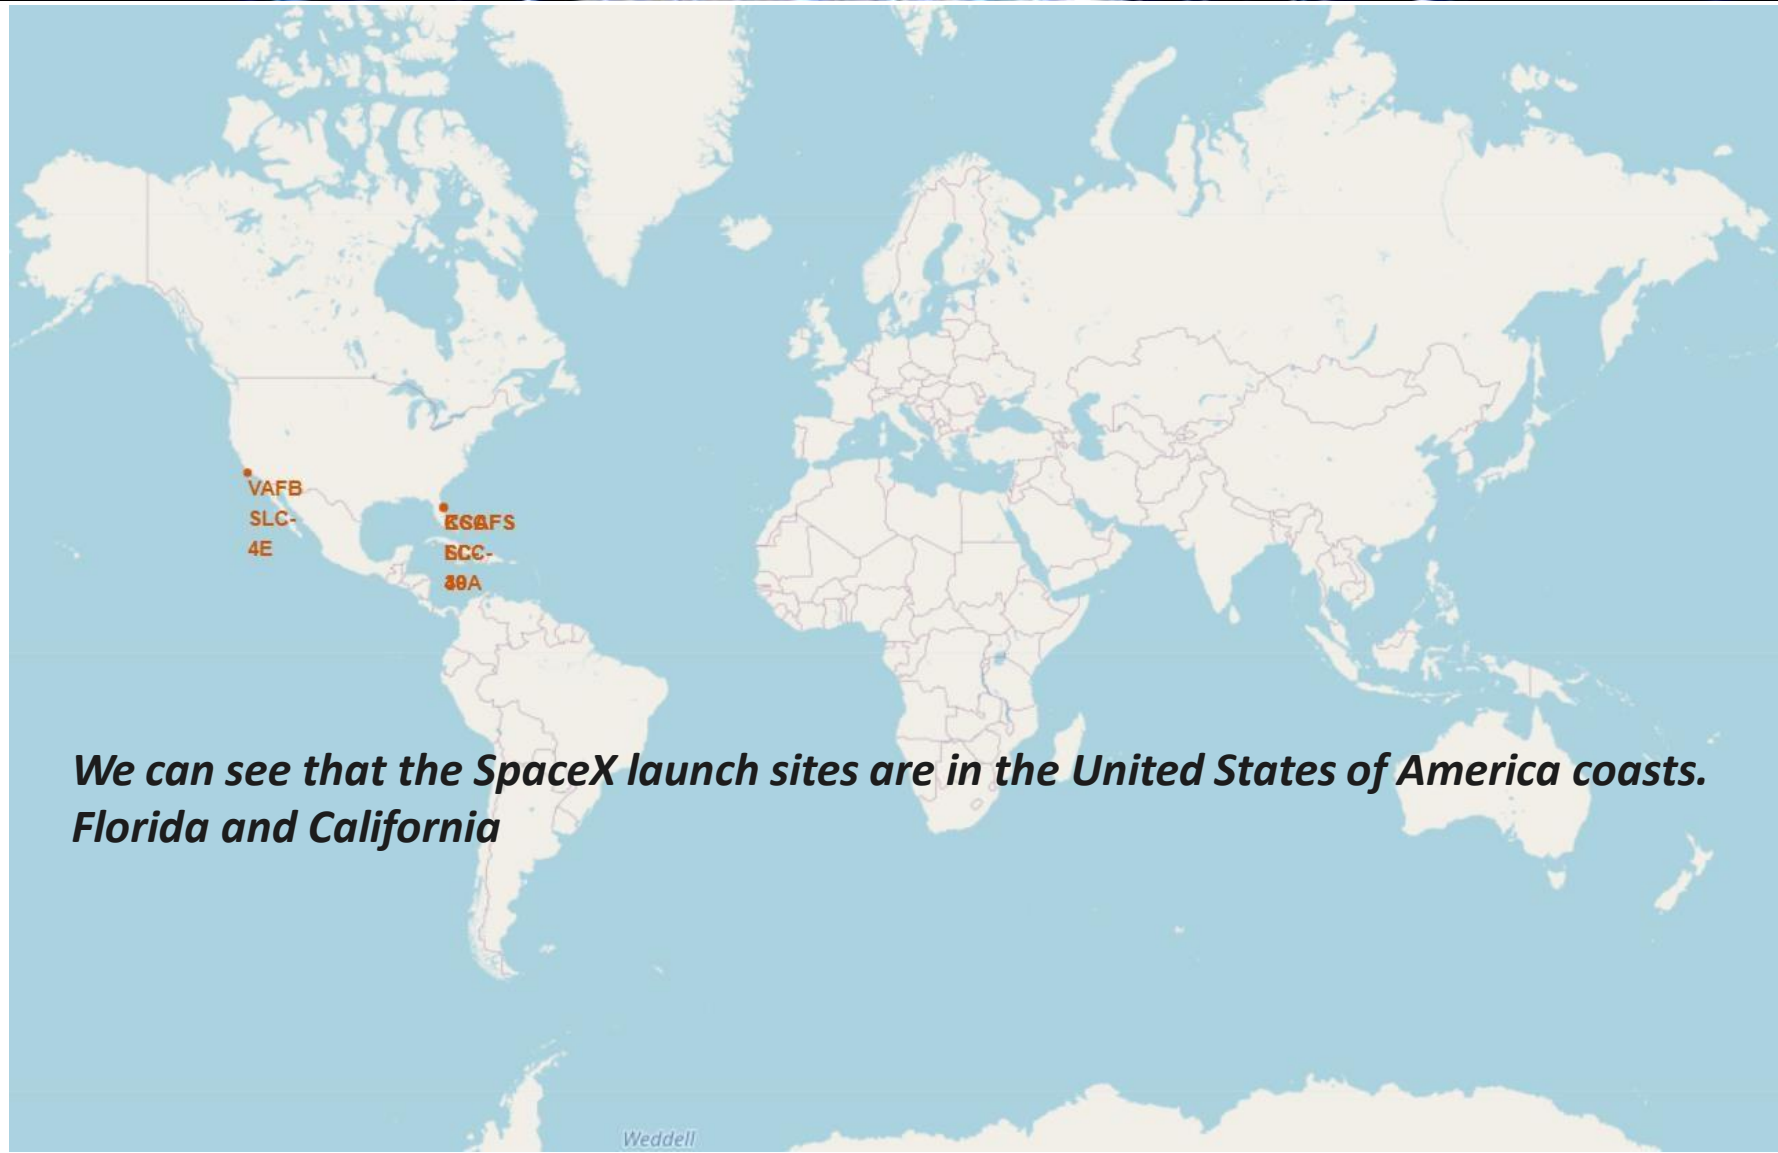 VAFB
SLC-
4E
We can see that the SpaceX launch sites are in the United States of America coasts.
Florida and California
Weddell